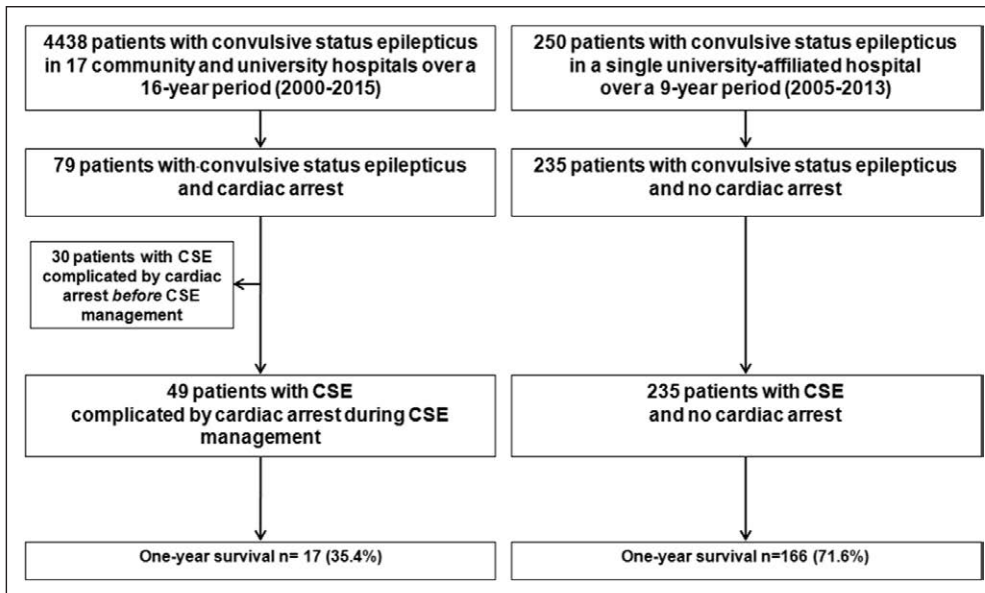 4438 patients with convulsive status epilepticus
in 17 community and university hospitals over a
16-year period (2000-2015)
79 patients with convulsive status epilepticus
and cardiac arrest
30 patients with CSE
complicated by cardiac
arrest before CSE
management
49 patients with CSE
complicated by cardiac arrest during CSE
management
One-year survival n= 17 (35.4%)
250 patients with convulsive status epilepticus
in a single university-affiliated hospital
over a 9-year period (2005-2013)
235 patients with convulsive status epilepticus
and no cardiac arrest
235 patients with CSE
and no cardiac arrest
One-year survival n=166 (71.6%)